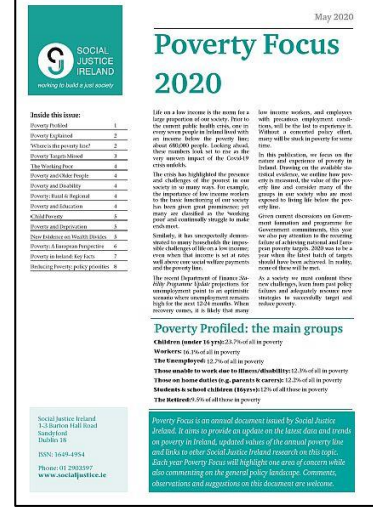 May 2020
SOCIAL
JUSTICE
IRELAND
working to build a just society
Poverty Focus
2020
Inside this issue:
Poverty Profiled 1
Poverty Explained 2
Where is the poverty line? 2
Poverty Targets Missed 3
The Working Poor 4
Poverty and Older People 4
Poverty and Disability 4
Poverty: Rural & Regional 4
Poverty and Education 4
Child Poverty 5
Poverty and Deprivation 5
New Evidence on Wealth Divides 5
Poverty: A European Perspective 6
Poverty in Ireland: Key Facts 7
Reducing Poverty: policy priorities 8
Life on a low income is the norm for a
large proportion of our society. Prior to
the current public health crisis, one in
every seven people in Ireland lived with
an income below the poverty line;
about 680,000 people. Looking ahead,
these numbers look set to rise as the
very uneven impact of the Covid-19
crisis unfolds.
The crisis has highlighted the presence
and challenges of the poorest in our
society in so many ways. For example,
the importance of low income workers
to the basic functioning of our society
has been given great prominence; yet
many are classified as the 'working
poor' and continually struggle to make
ends meet.
Similarly, it has unexpectedly demon-
strated to many households the impos-
sible challenges of life on a low income;
even when that income is set at rates
well above core social welfare payments
and the poverty line.
The recent Department of Finance Sta-
bility Programme Update projections for
unemployment point to an optimistic
scenario where unemployment remains
high for the next 12-24 months. When
recovery comes, it is likely that many
low income workers, and employees
with precarious employment condi-
tions, will be the last to experience it.
Without a concerted policy effort,
many will be stuck in poverty for some
time.
In this publication, we focus on the
nature and experience of poverty in
Ireland. Drawing on the available sta-
tistical evidence, we outline how pov-
erty is measured, the value of the pov-
erty line and consider many of the
groups in our society who are most
exposed to living life below the pov-
erty line.
Given current discussions on Govern-
ment formation and programme for
Government commitments, this year
we also pay attention to the recurring
failure of achieving national and Euro-
pean poverty targets. 2020 was to be a
year when the latest batch of targets
should have been achieved. In reality,
none of these will be met.
As a society we must confront these
new challenges, learn from past policy
failures and adequately resource new
strategies to successfully target and
reduce poverty.
Poverty Profiled: the main groups
Children (under 16 yrs): 23.7% of all in poverty
Workers: 16.1% of all in poverty
The Unemployed: 12.7% of all in poverty
Those unable to work due to illness/disability: 12.3% of all in poverty
Those on home duties (e.g. parents & carers): 12.2% of all in poverty
Students & school children (16yrs+): 12% of all those in poverty
The Retired: 9.5% of all those in poverty
Social Justice Ireland
1-3 Burton Hall Road
Sandyford
Dublin 18
ISSN: 1649-4954
Phone: 01 2903597
www.socialjustice.ie
Poverty Focus is an annual document issued by Social Justice
Ireland. It aims to provide an update on the latest data and trends
on poverty in Ireland, updated values of the annual poverty line
and links to other Social Justice Ireland research on this topic.
Each year Poverty Focus will highlight one area of concern while
also commenting on the general policy landscape. Comments,
observations and suggestions on this document are welcome.